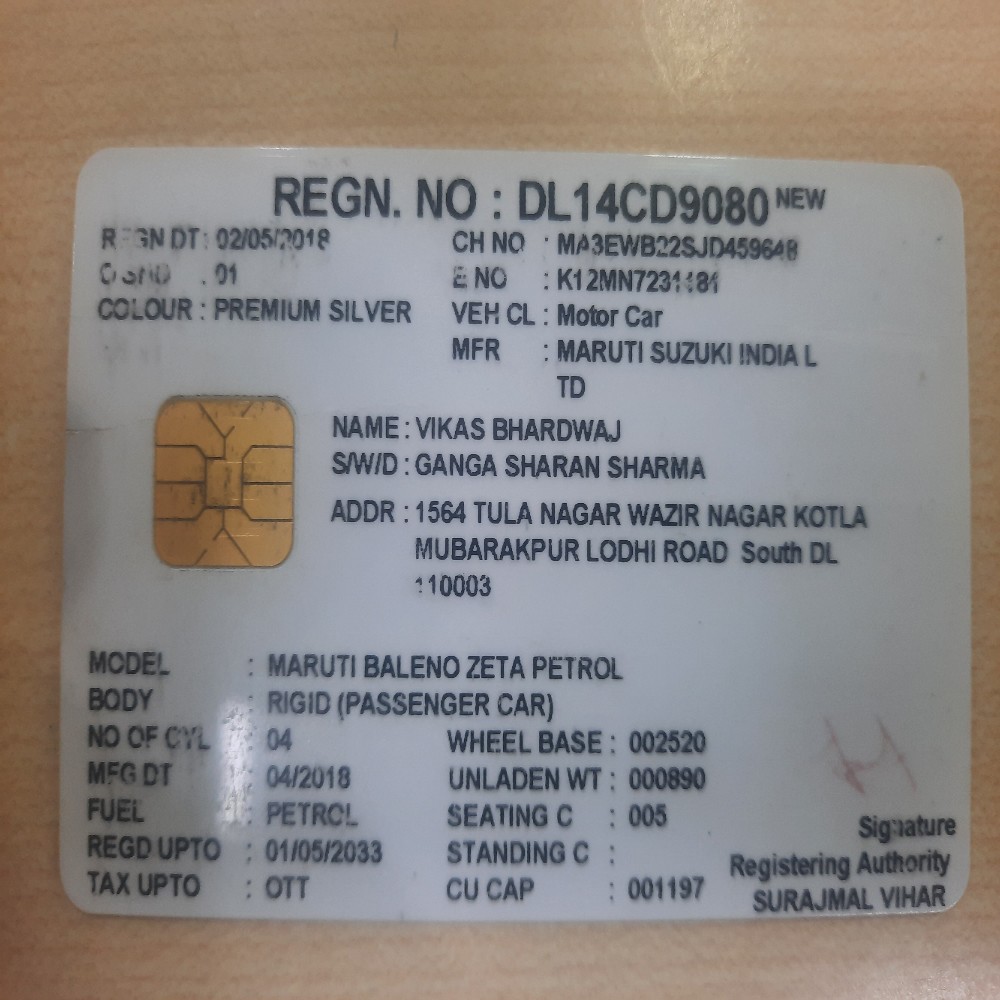 REGN. NO : DL14CD9080 NEW
REGN DT : 02/05/2018
CH NO : MA3EWB22SJD459648
O SNO : 01
E NO : K12MN7231181
COLOUR : PREMIUM SILVER
VEH CL : Motor Car
MFR : MARUTI SUZUKI INDIA L
TD
NAME : VIKAS BHARDWAJ
S/W/D : GANGA SHARAN SHARMA
ADDR : 1564 TULA NAGAR WAZIR NAGAR KOTLA
MUBARAKPUR LODHI ROAD South DL
110003
MODEL : MARUTI BALENO ZETA PETROL
BODY : RIGID (PASSENGER CAR)
NO OF CYL : 04
WHEEL BASE : 002520
MFG DT : 04/2018
UNLADEN WT : 000890
FUEL : PETROL
SEATING C : 005
REGD UPTO : 01/05/2033
STANDING C :
TAX UPTO : OTT
CU CAP : 001197
Signature
Registering Authority
SURAJMAL VIHAR